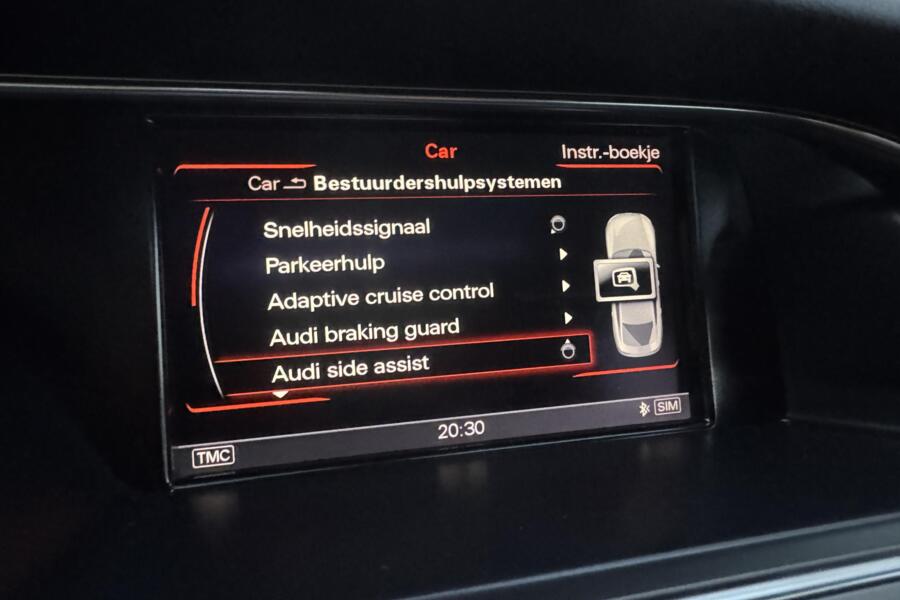 Car
Instr.-boekje
Car Bestuurdershulpsystemen
Snelheidssignaal
Parkeerhulp
Adaptive cruise control
Audi braking guard
Audi side assist
SIM
20:30
TMC